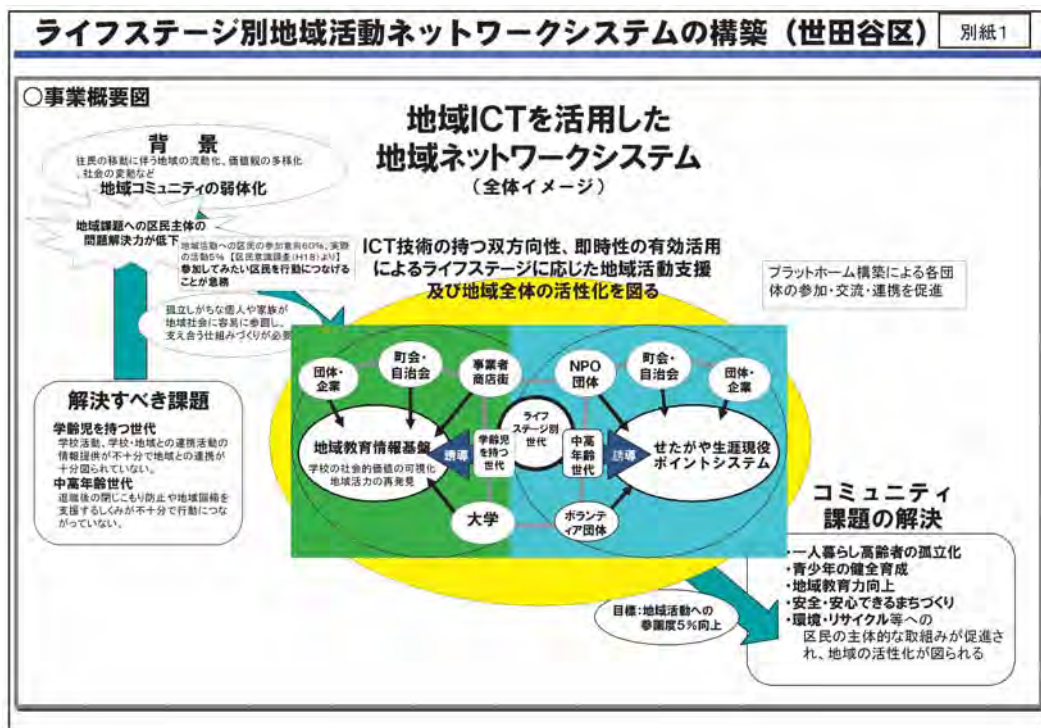 ライフステージ別地域活動ネットワークシステムの構築（世田谷区）
別紙１
○事業概要図
地域ICTを活用した
地域ネットワークシステム
（全体イメージ）
背 景
住民の移動に伴う地域の流動化、価値観の多様化
、社会の変動など
地域コミュニティの弱体化
地域課題への区民主体の
問題解決力が低下
地域活動への区民の参加意向60％、実際
の活動5％【区民意識調査（H18）より】
参加してみたい区民を行動につなげる
ことが急務
孤立しがちな個人や家族が
地域社会に容易に参画し、
支え合う仕組みづくりが必要
解決すべき課題
学齢児を持つ世代
学校活動、学校・地域との連携活動の
情報提供が不十分で地域との連携が
十分図られていない。
中高年齢世代
退職後の閉じこもり防止や地域回帰を
支援するしくみが不十分で行動につな
がっていない。
ICT技術の持つ双方向性、即時性の有効活用
によるライフステージに応じた地域活動支援
及び地域全体の活性化を図る
プラットホーム構築による各団
体の参加・交流・連携を促進
団体・
企業
町会・
自治会
事業者
商店街
NPO
団体
町会・
自治会
団体・
企業
地域教育情報基盤
学校の社会的価値の可視化
地域活力の再発見
誘導
学齢児
を持つ
世代
ライフ
ステージ別
世代
中高
年齢
世代
誘導
せたがや生涯現役
ポイントシステム
大学
ボランテ
ィア団体
コミュニティ
課題の解決
・一人暮らし高齢者の孤立化
・青少年の健全育成
・地域教育力向上
・安全・安心できるまちづくり
・環境・リサイクル等への
区民の主体的な取組みが促進さ
れ、地域の活性化が図られる
目標：地域活動への
参画度5％向上